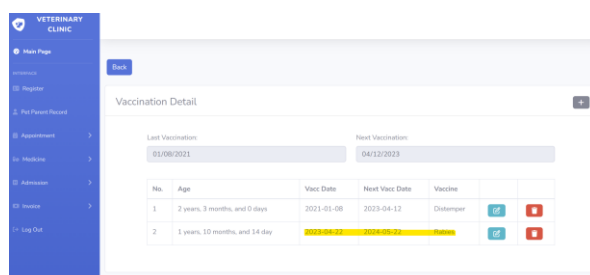 VETERINARY
CLINIC
Main Page
INTERFACE
Register
Pet Parent Record
Appointment
Medicine
Admission
Invoice
Log Out
Back
Vaccination Detail
Last Vaccination: Next Vaccination:
01/08/2021 04/12/2023
No. Age Vacc Date Next Vacc Date Vaccine
1 2 years, 3 months, and 0 days 2021-01-08 2023-04-12 Distemper
2 1 years, 10 months, and 14 day 2023-04-22 2024-05-22 Rabies